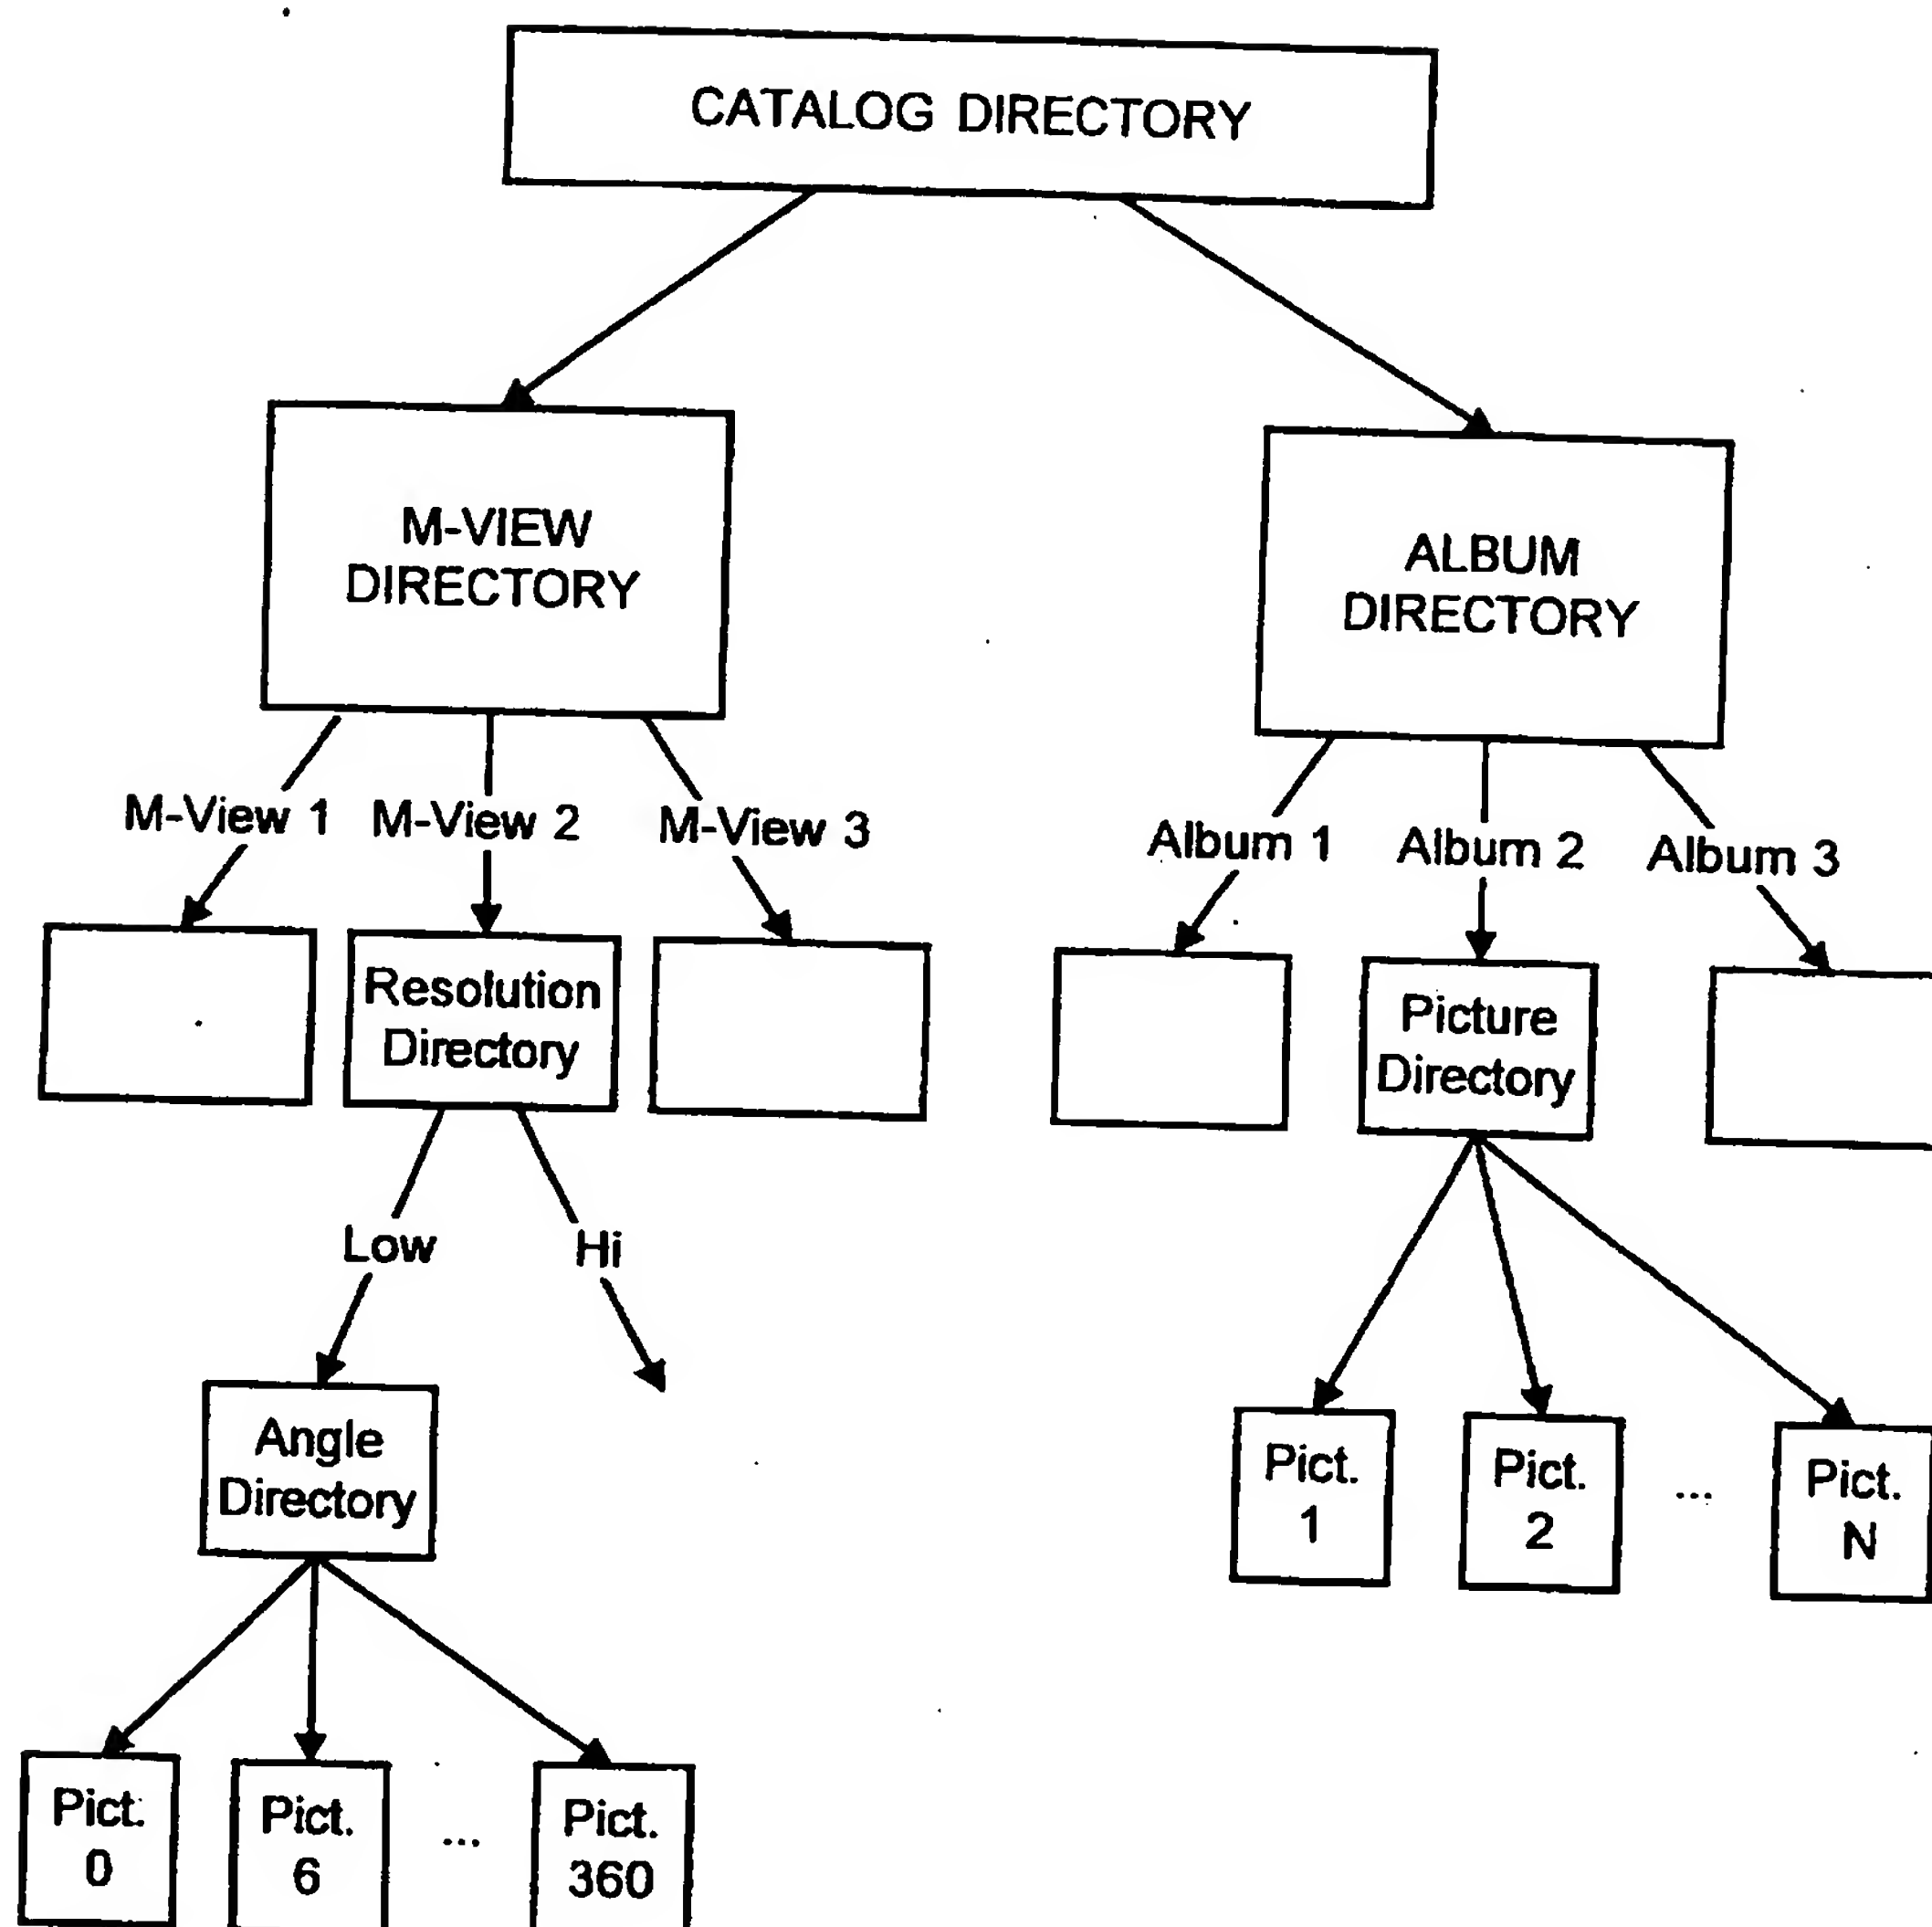 CATALOG DIRECTORY
M-VIEW
DIRECTORY
ALBUM
DIRECTORY
M-View 1
M-View 2
M-View 3
Album 1
Album 2
Album 3
Resolution
Directory
Picture
Directory
Low
Hi
Angle
Directory
Pict.
1
Pict.
2
...
Pict.
N
Pict.
0
Pict.
6
...
Pict.
360